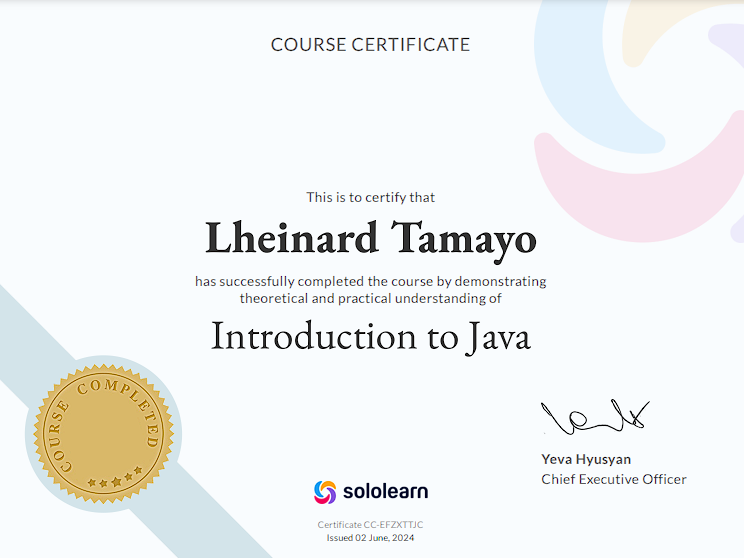 COURSE CERTIFICATE
This is to certify that
Lheinard Tamayo
has successfully completed the course by demonstrating
theoretical and practical understanding of
Introduction to Java
COURSE COMPLETED
Yeva Hyusyan
Chief Executive Officer
sololearn
Certificate CC-EFZXTTJC
Issued 02 June, 2024